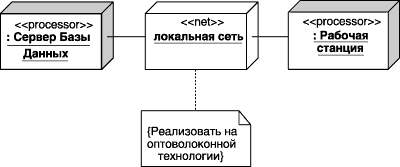 <<processor>>
: Сервер Базы
Данных
<<net>>
локальная сеть
<<processor>>
: Рабочая
станция
{Реализовать на
оптоволоконной
технологии}